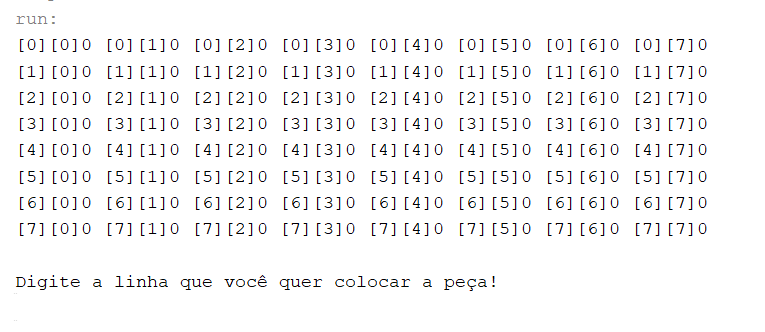 run:
[0][0]0 [0][1]0 [0][2]0 [0][3]0 [0][4]0 [0][5]0 [0][6]0 [0][7]0
[1][0]0 [1][1]0 [1][2]0 [1][3]0 [1][4]0 [1][5]0 [1][6]0 [1][7]0
[2][0]0 [2][1]0 [2][2]0 [2][3]0 [2][4]0 [2][5]0 [2][6]0 [2][7]0
[3][0]0 [3][1]0 [3][2]0 [3][3]0 [3][4]0 [3][5]0 [3][6]0 [3][7]0
[4][0]0 [4][1]0 [4][2]0 [4][3]0 [4][4]0 [4][5]0 [4][6]0 [4][7]0
[5][0]0 [5][1]0 [5][2]0 [5][3]0 [5][4]0 [5][5]0 [5][6]0 [5][7]0
[6][0]0 [6][1]0 [6][2]0 [6][3]0 [6][4]0 [6][5]0 [6][6]0 [6][7]0
[7][0]0 [7][1]0 [7][2]0 [7][3]0 [7][4]0 [7][5]0 [7][6]0 [7][7]0
Digite a linha que você quer colocar a peça!